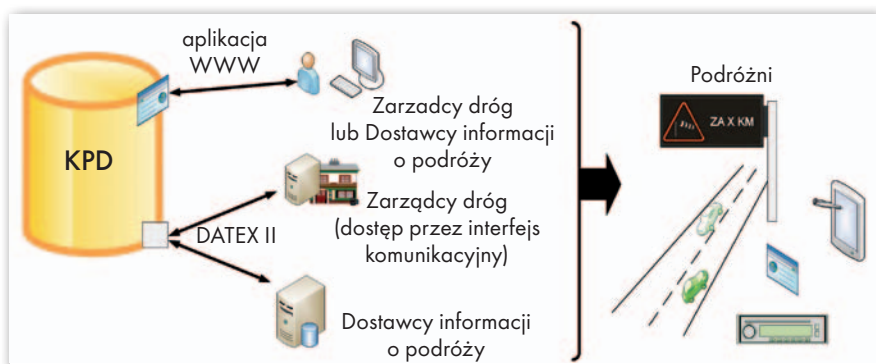 aplikacja
WWW
KPD
Zarzadcy dróg
lub Dostawcy informacji
o podróży
DATEX II
Zarządcy dróg
(dostęp przez interfejs
komunikacyjny)
Dostawcy informacji
o podróży
Podróżni
ZA X KM